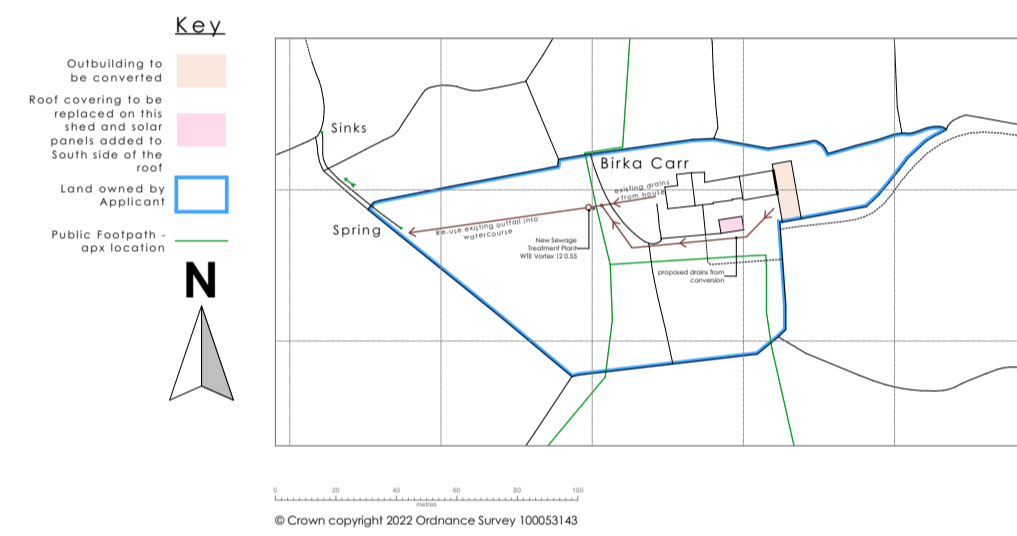 Key
Outbuilding to
be converted
Roof covering to be
replaced on this
shed and solar
panels added to
South side of the
roof
Land owned by
Applicant
Public Footpath -
apx location
N
Sinks
Spring
Birka Carr
existing drains
from house
Re-use existing outfall into
watercourse
New Sewage
Treatment Plant
WTE Vortex 12 0.55
proposed drains from
conversion
0 20 40 60 80 100
metres
© Crown copyright 2022 Ordnance Survey 100053143